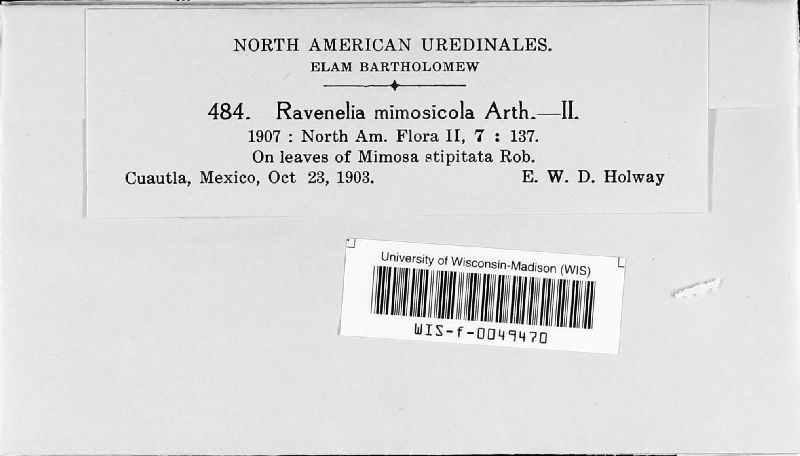 NORTH AMERICAN UREDINALES.
ELAM BARTHOLOMEW
484. Ravenelia mimosicola Arth.—II.
1907 : North Am. Flora II, 7 : 137.
On leaves of Mimosa stipitata Rob.
Cuautla, Mexico, Oct 23, 1903. E. W. D. Holway
University of Wisconsin-Madison (WIS)
WIS-f-0049470